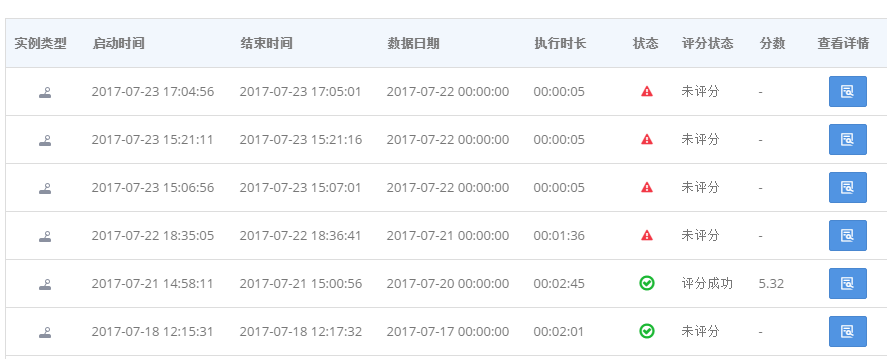 实例类型 启动时间 结束时间 数据日期 执行时长 状态 评分状态 分数 查看详情
2017-07-23 17:04:56 2017-07-23 17:05:01 2017-07-22 00:00:00 00:00:05 未评分 -
2017-07-23 15:21:11 2017-07-23 15:21:16 2017-07-22 00:00:00 00:00:05 未评分 -
2017-07-23 15:06:56 2017-07-23 15:07:01 2017-07-22 00:00:00 00:00:05 未评分 -
2017-07-22 18:35:05 2017-07-22 18:36:41 2017-07-21 00:00:00 00:01:36 未评分 -
2017-07-21 14:58:11 2017-07-21 15:00:56 2017-07-20 00:00:00 00:02:45 评分成功 5.32
2017-07-18 12:15:31 2017-07-18 12:17:32 2017-07-17 00:00:00 00:02:01 未评分 -